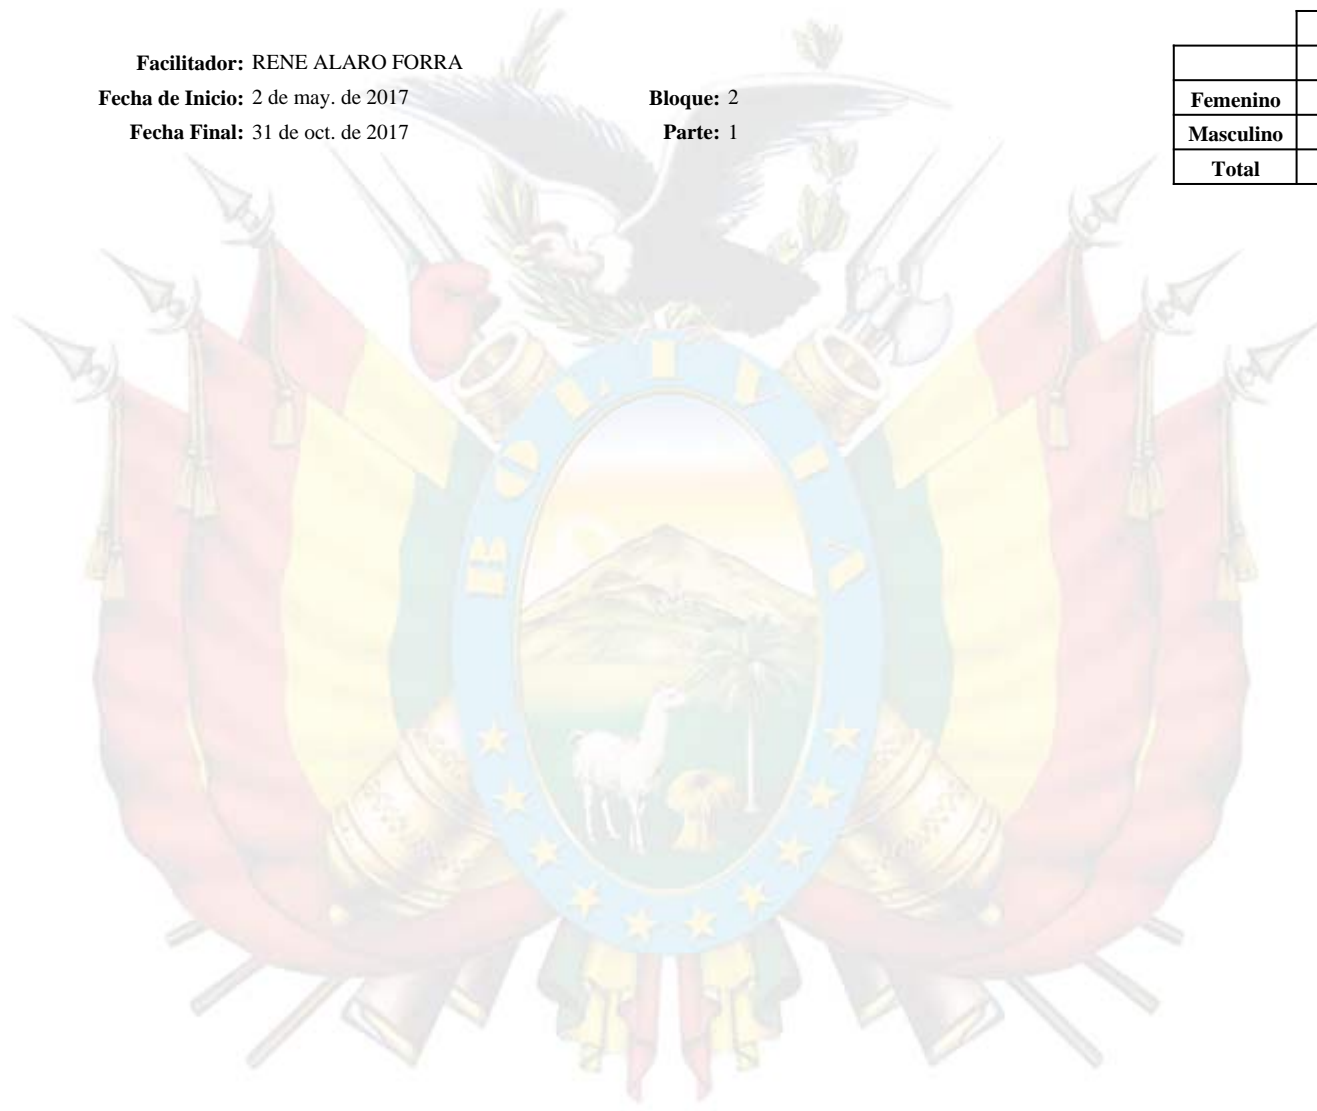 Facilitador: RENE ALARO FORRA
Fecha de Inicio: 2 de may. de 2017 Bloque: 2
Fecha Final: 31 de oct. de 2017 Parte: 1
Femenino
Masculino
Total
BOLIVIA